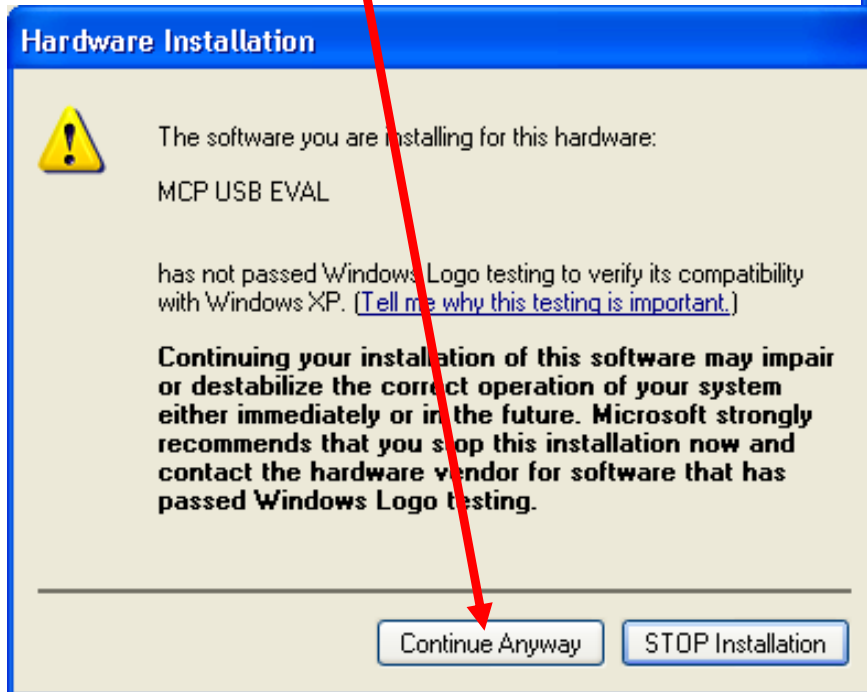 Hardware Installation
The software you are installing for this hardware:
MCP USB EVAL
has not passed Windows Logo testing to verify its compatibility
with Windows XP. (Tell me why this testing is important.)
Continuing your installation of this software may impair
or destabilize the correct operation of your system
either immediately or in the future. Microsoft strongly
recommends that you stop this installation now and
contact the hardware vendor for software that has
passed Windows Logo testing.
Continue Anyway
STOP Installation